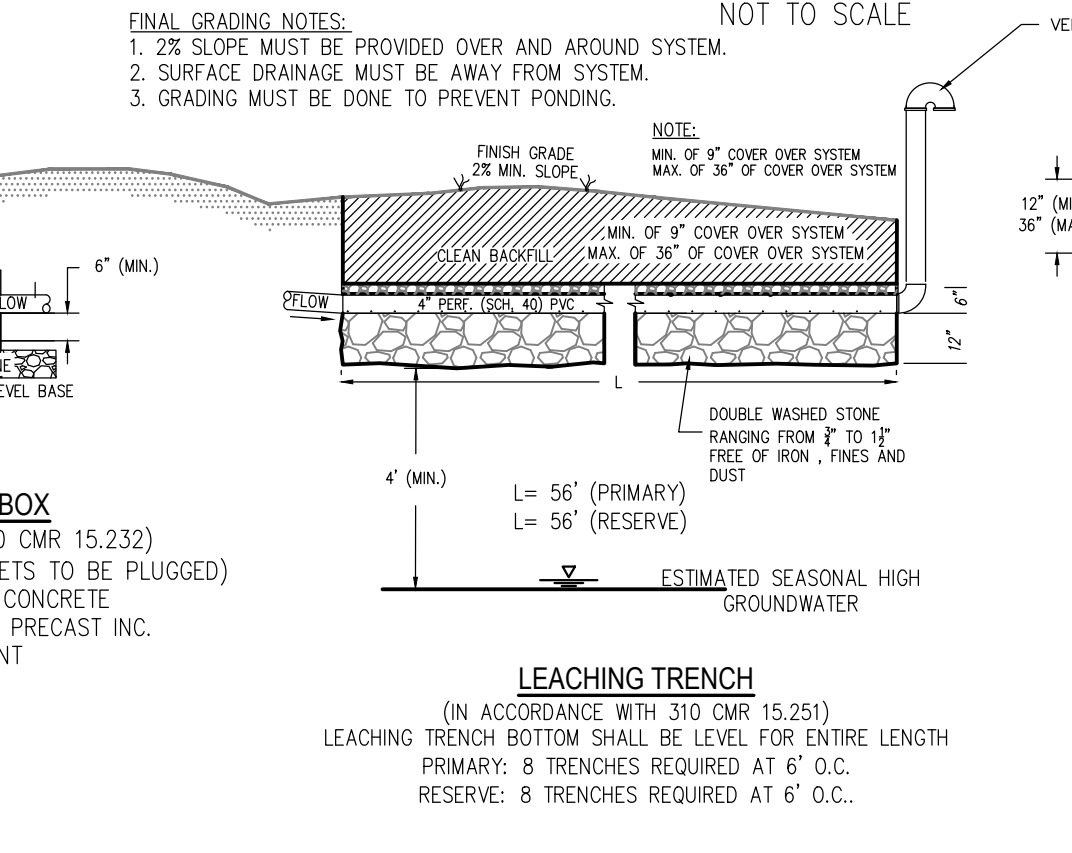 FINAL GRADING NOTES:
1. 2% SLOPE MUST BE PROVIDED OVER AND AROUND SYSTEM.
2. SURFACE DRAINAGE MUST BE AWAY FROM SYSTEM.
3. GRADING MUST BE DONE TO PREVENT PONDING.
NOT TO SCALE
NOTE:
MIN. OF 9" COVER OVER SYSTEM
MAX. OF 36" OF COVER OVER SYSTEM
FINISH GRADE
2% MIN. SLOPE
12" (MI
36" (MA
MIN. OF 9" COVER OVER SYSTEM
MAX. OF 36" OF COVER OVER SYSTEM
CLEAN BACKFILL
6" (MIN.)
LOW
FLOW
4" PERF. (SCH, 40) PVC
6"
12"
EVEL BASE
L
DOUBLE WASHED STONE
RANGING FROM 3/4" TO 1 1/2"
FREE OF IRON , FINES AND
DUST
4' (MIN.)
L= 56' (PRIMARY)
L= 56' (RESERVE)
BOX
CMR 15.232)
ETS TO BE PLUGGED)
CONCRETE
PRECAST INC.
NT
ESTIMATED SEASONAL HIGH
GROUNDWATER
LEACHING TRENCH
(IN ACCORDANCE WITH 310 CMR 15.251)
LEACHING TRENCH BOTTOM SHALL BE LEVEL FOR ENTIRE LENGTH
PRIMARY: 8 TRENCHES REQUIRED AT 6' O.C.
RESERVE: 8 TRENCHES REQUIRED AT 6' O.C..